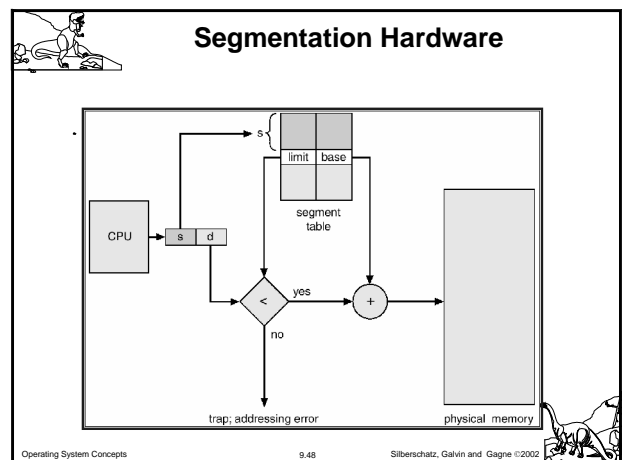 Segmentation Hardware
s {
limit base
segment
table
CPU
s d
<
yes
+
no
trap; addressing error
physical memory
Operating System Concepts
9.48
Silberschatz, Galvin and Gagne ©2002